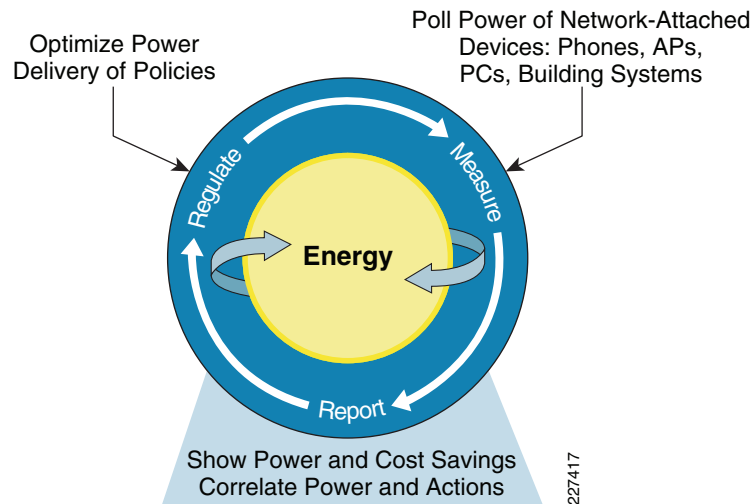 Optimize Power
Delivery of Policies
Poll Power of Network-Attached
Devices: Phones, APs,
PCs, Building Systems
Regulate
Measure
Energy
Report
Show Power and Cost Savings
Correlate Power and Actions
227417